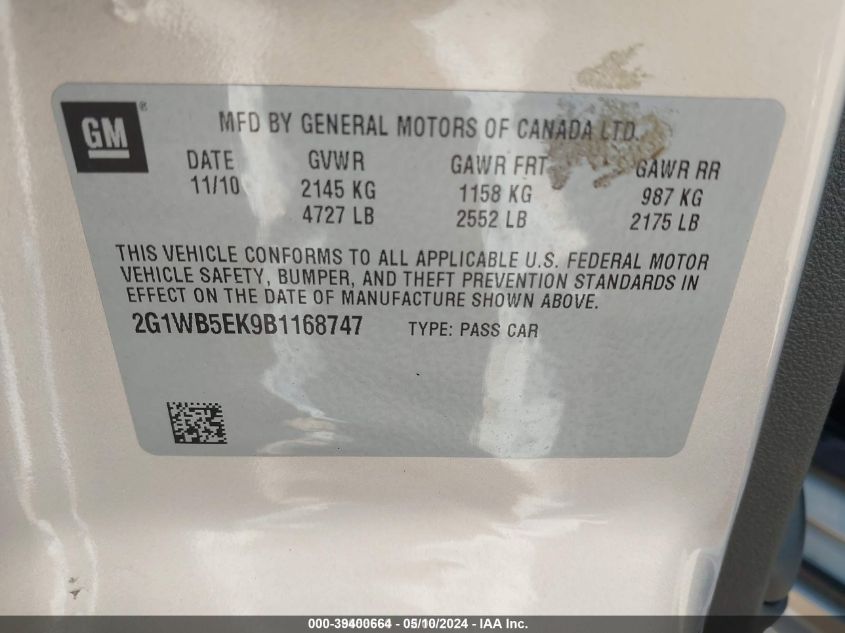 GM ®
MFD BY GENERAL MOTORS OF CANADA LTD.
DATE GVWR GAWR FRT GAWR RR
11/10 2145 KG 1158 KG 987 KG
4727 LB 2552 LB 2175 LB
THIS VEHICLE CONFORMS TO ALL APPLICABLE U.S. FEDERAL MOTOR
VEHICLE SAFETY, BUMPER, AND THEFT PREVENTION STANDARDS IN
EFFECT ON THE DATE OF MANUFACTURE SHOWN ABOVE.
2G1WB5EK9B1168747 TYPE: PASS CAR
000-39400664 - 05/10/2024 - IAA Inc.